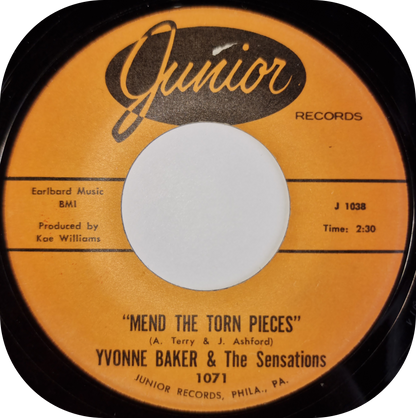 Junior
RECORDS
Earlbard Music
BMI
J 1038
Produced by
Kae Williams
Time: 2:30
"MEND THE TORN PIECES"
(A. Terry & J. Ashford)
YVONNE BAKER & The Sensations
1071
JUNIOR RECORDS, PHILA., PA.